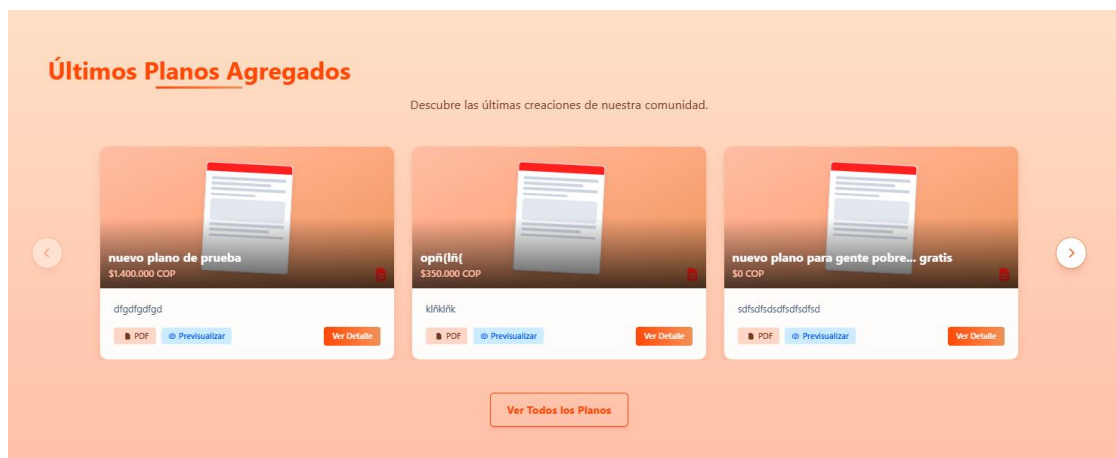 Últimos Planos Agregados
Descubre las últimas creaciones de nuestra comunidad.
nuevo plano de prueba
$1.400.000 COP
dfgdfgdfgd
PDF
Previsualizar
Ver Detalle
opñ{lñ{
$350.000 COP
klñklñk
PDF
Previsualizar
Ver Detalle
nuevo plano para gente pobre... gratis
$0 COP
sdfsdfsdsdfsdfsdfsd
PDF
Previsualizar
Ver Detalle
Ver Todos los Planos